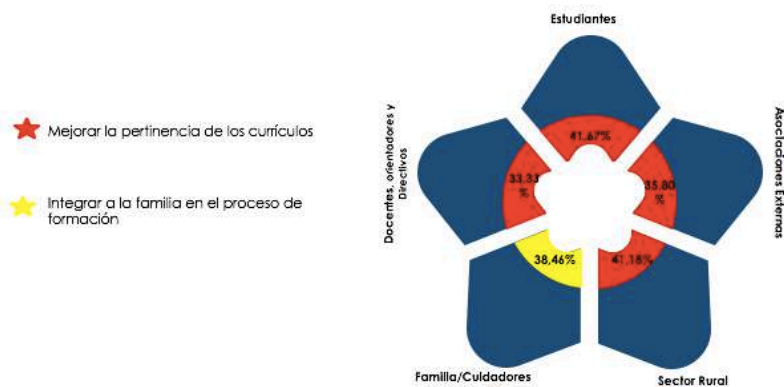 Estudiantes
Mejorar la pertinencia de los currículos
Integrar a la familia en el proceso de
formación
Docentes, orientadores y
Directivos
Asociaciones Externas
41.67%
33.33
%
35.80
%
38,46%
41,18%
Familia/Cuidadores
Sector Rural